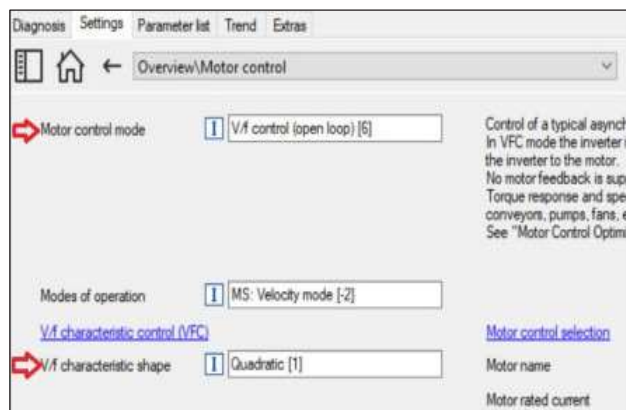 Diagnosis Settings Parameter list Trend Extras
Overview\Motor control
Motor control mode
V/f control (open loop) [6]
Control of a typical asynch
In VFC mode the inverter
the inverter to the motor.
No motor feedback is sup
Torque response and spe
conveyors, pumps, fans, e
See "Motor Control Optimi
Modes of operation
MS: Velocity mode [-2]
V/f characteristic control (VFC)
Motor control selection
V/f characteristic shape
Quadratic [1]
Motor name
Motor rated current